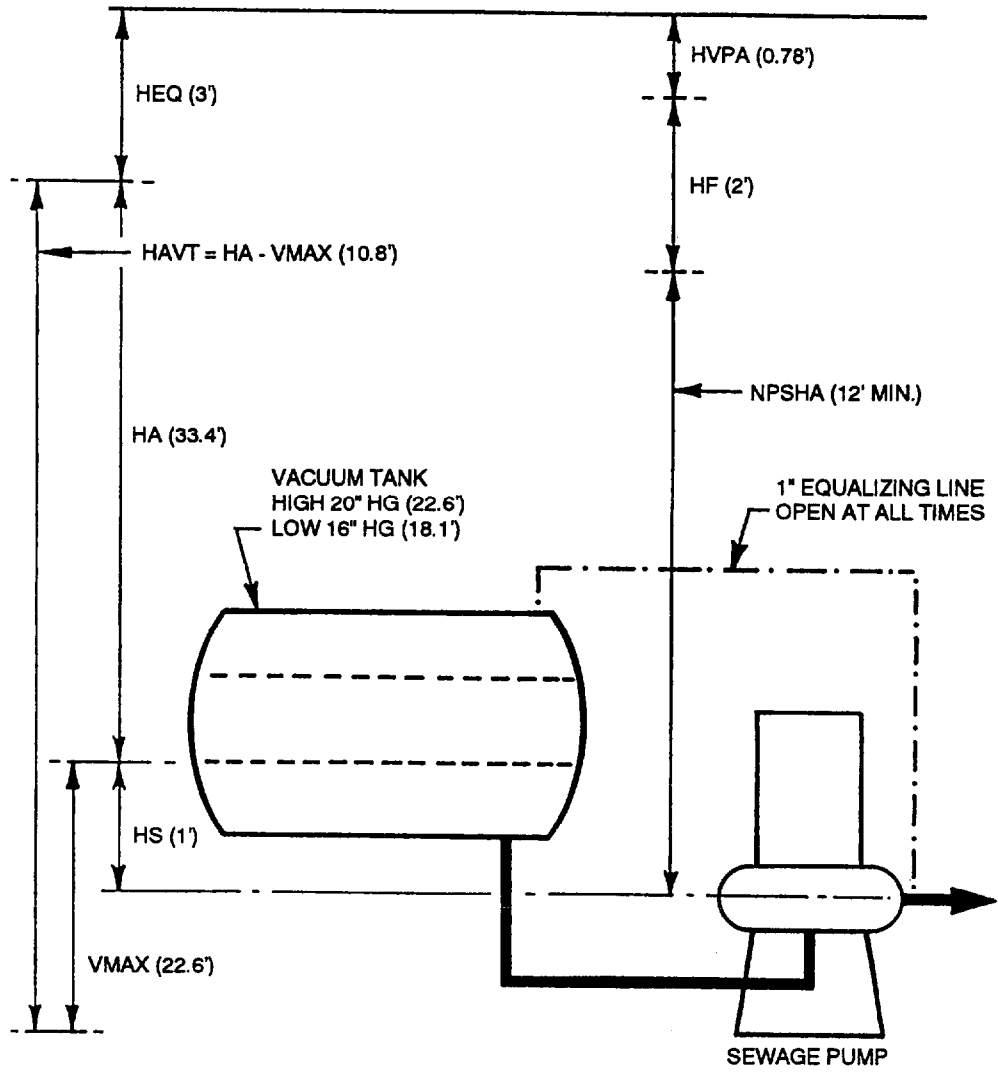 HVPA (0.78')
HEQ (3')
HF (2')
HAVT = HA - VMAX (10.8')
NPSHA (12' MIN.)
HA (33.4')
VACUUM TANK
HIGH 20" HG (22.6')
LOW 16" HG (18.1')
1" EQUALIZING LINE
OPEN AT ALL TIMES
HS (1')
VMAX (22.6')
SEWAGE PUMP